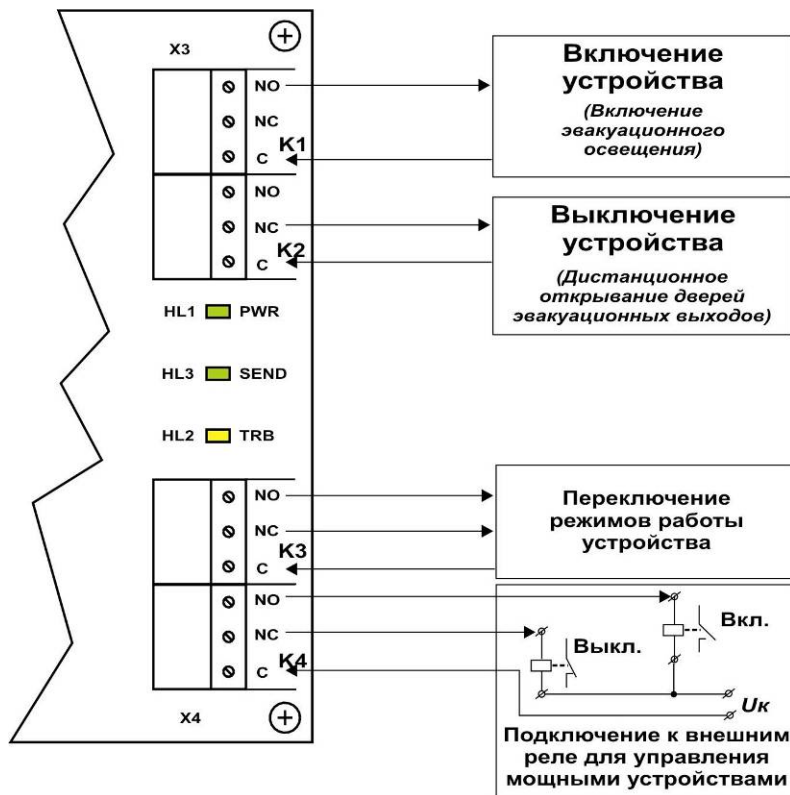 X3
NO
NC
K1
C
NO
NC
K2
C
HL1 PWR
HL3 SEND
HL2 TRB
NO
NC
K3
C
NO
NC
K4
C
X4
Включение
устройства
(Включение
эвакуационного
освещения)
Выключение
устройства
(Дистанционное
открывание дверей
эвакуационных выходов)
Переключение
режимов работы
устройства
Вкл.
Выкл.
Uк
Подключение к внешним
реле для управления
мощными устройствами